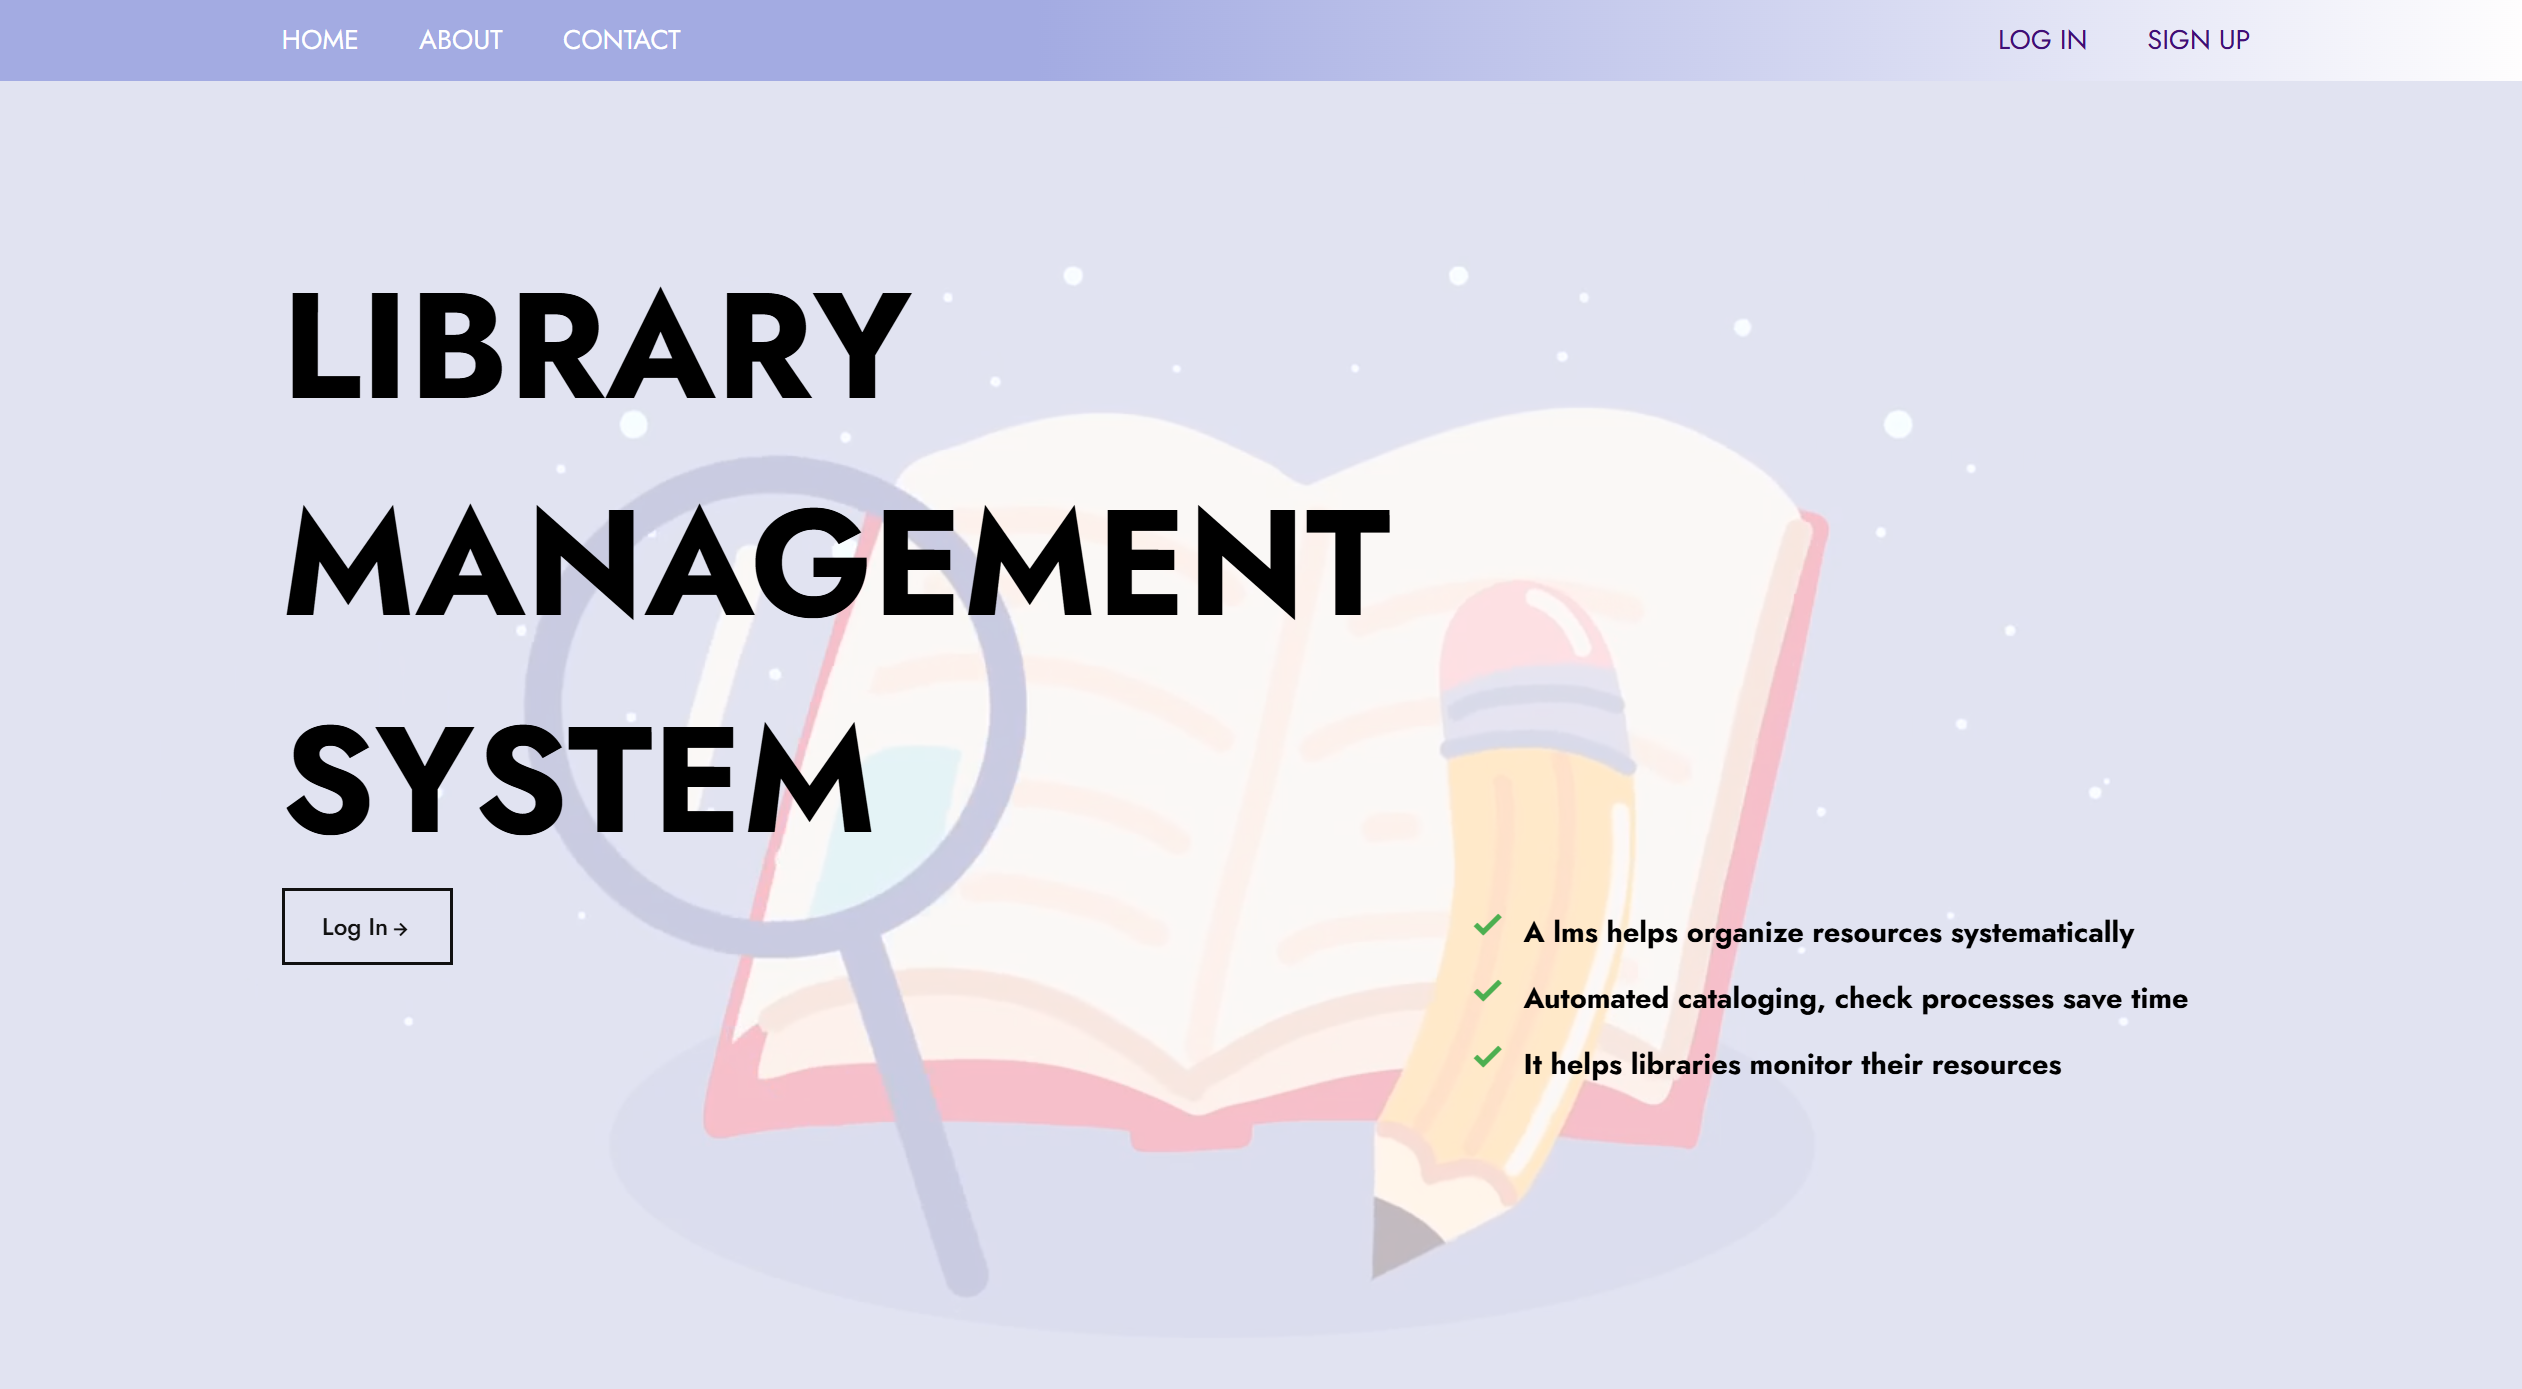 HOME ABOUT CONTACT LOG IN SIGN UP
LIBRARY
MANAGEMENT
SYSTEM
Log In →
A lms helps organize resources systematically
Automated cataloging, check processes save time
It helps libraries monitor their resources